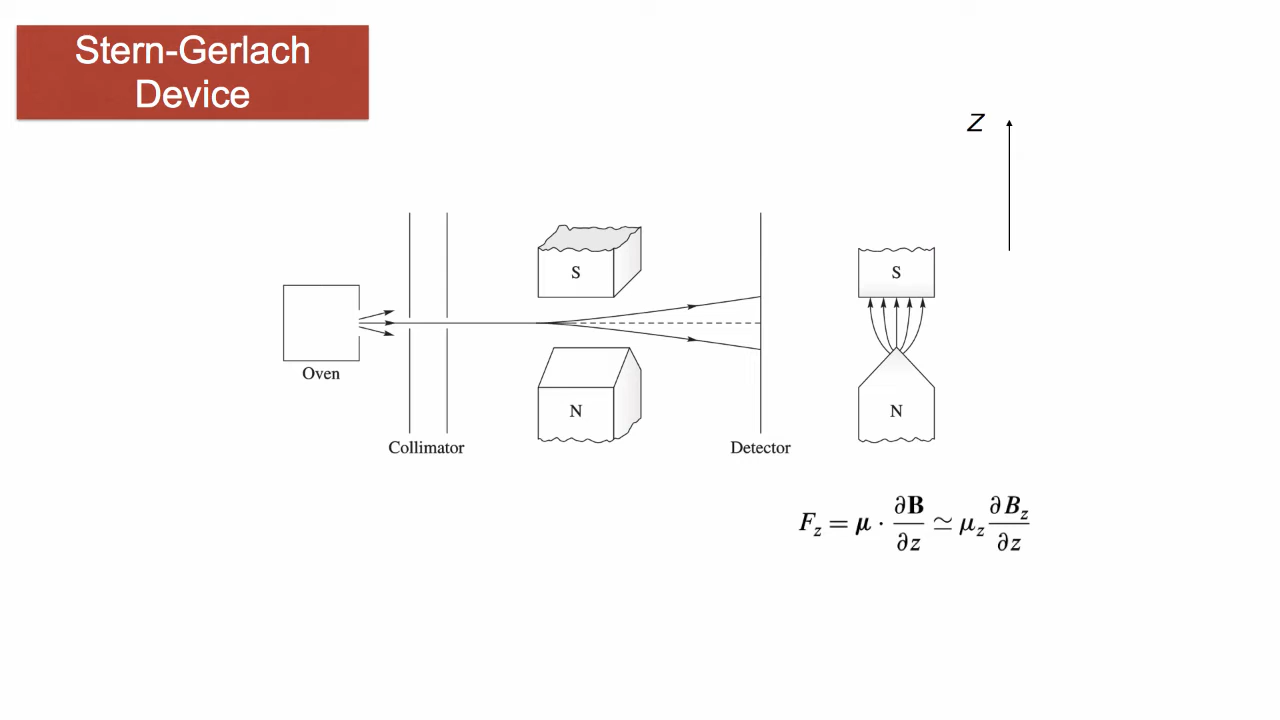 Stern-Gerlach
Device
Z
S
S
Oven
N
N
Collimator
Detector
F_z = μ · ∂B/∂z ≃ μ_z ∂B_z/∂z